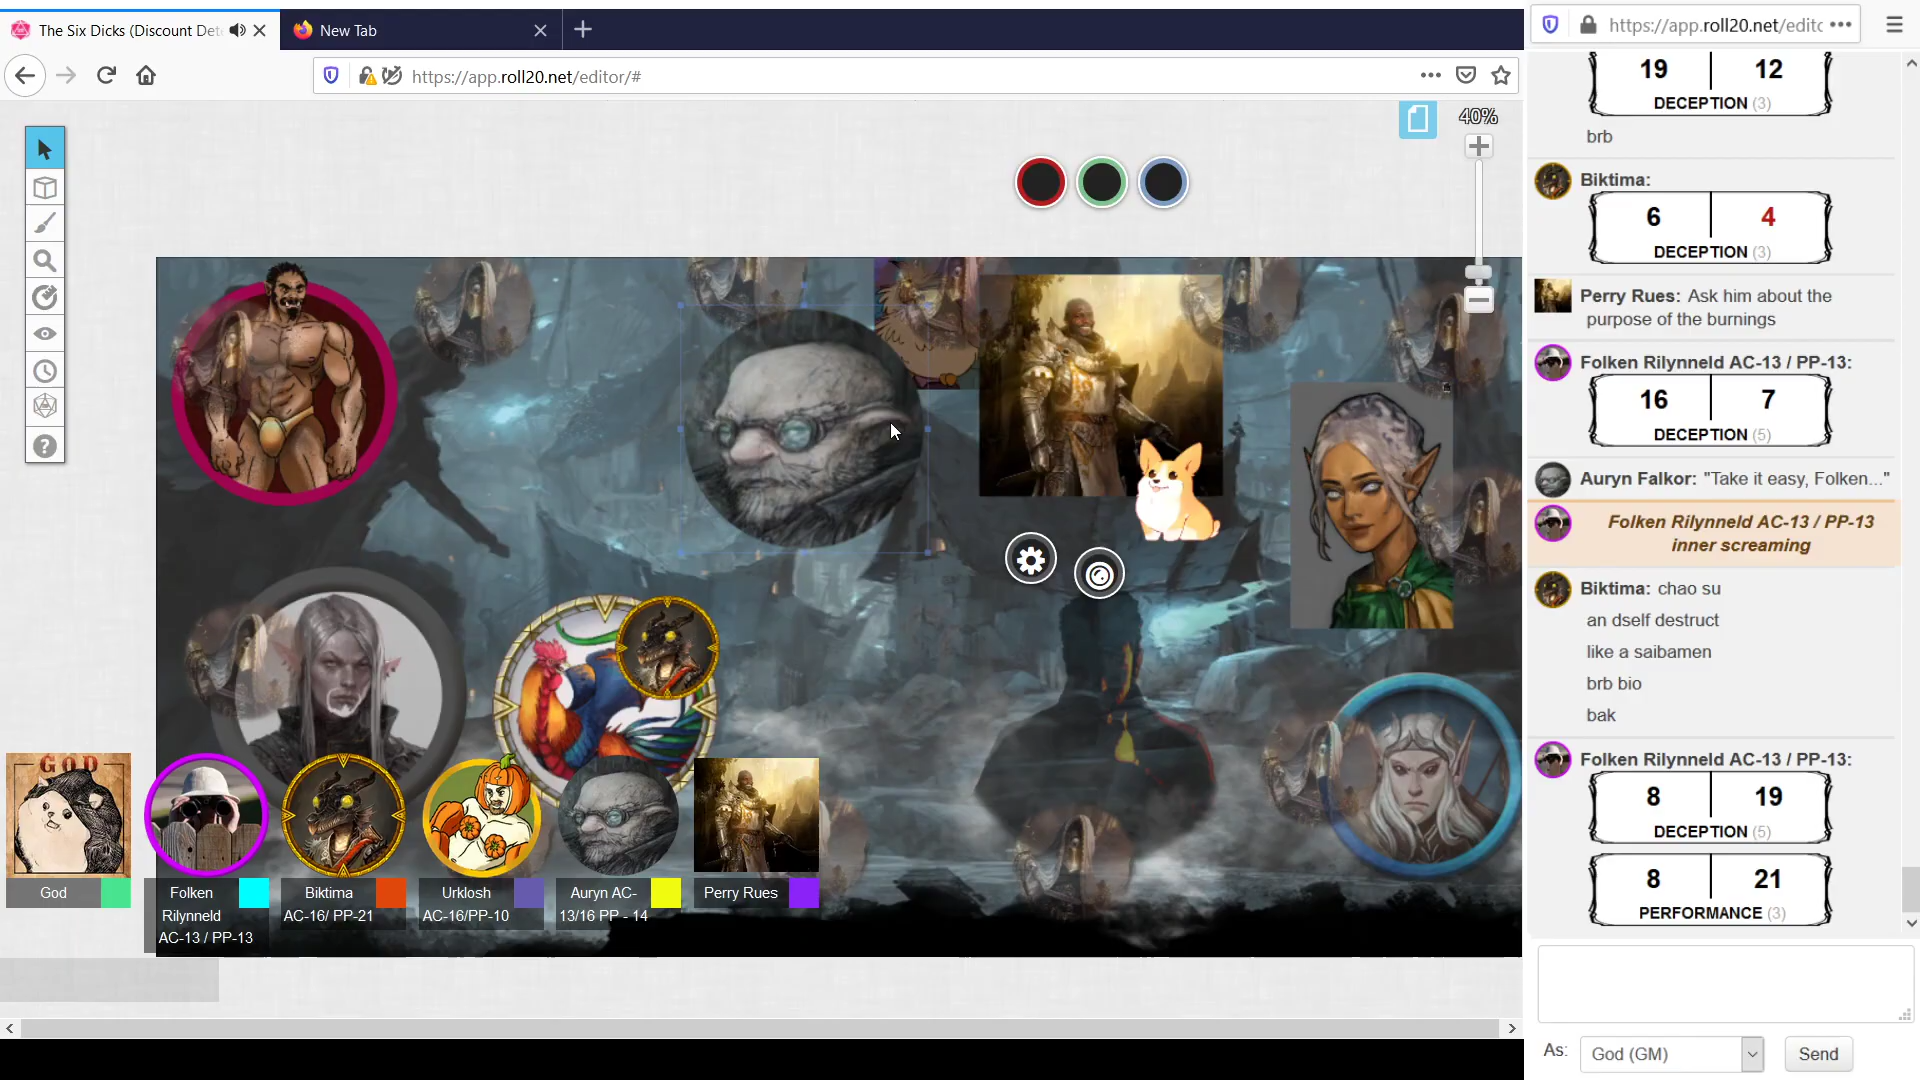 The Six Dicks (Discount Det
New Tab
https://app.roll20.net/editor/#
https://app.roll20.net/editc
40%
19 12
DECEPTION (3)
brb
Biktima:
6 4
DECEPTION (3)
Perry Rues: Ask him about the
purpose of the burnings
Folken Rilynneld AC-13 / PP-13:
16 7
DECEPTION (5)
Auryn Falkor: "Take it easy, Folken..."
Folken Rilynneld AC-13 / PP-13
inner screaming
Biktima: chao su
an dself destruct
like a saibamen
brb bio
bak
Folken Rilynneld AC-13 / PP-13:
8 19
DECEPTION (5)
8 21
PERFORMANCE (3)
GOD
God
Folken
Rilynneld
AC-13 / PP-13
Biktima
AC-16/ PP-21
Urklosh
AC-16/PP-10
Auryn AC-
13/16 PP - 14
Perry Rues
As:
God (GM)
Send